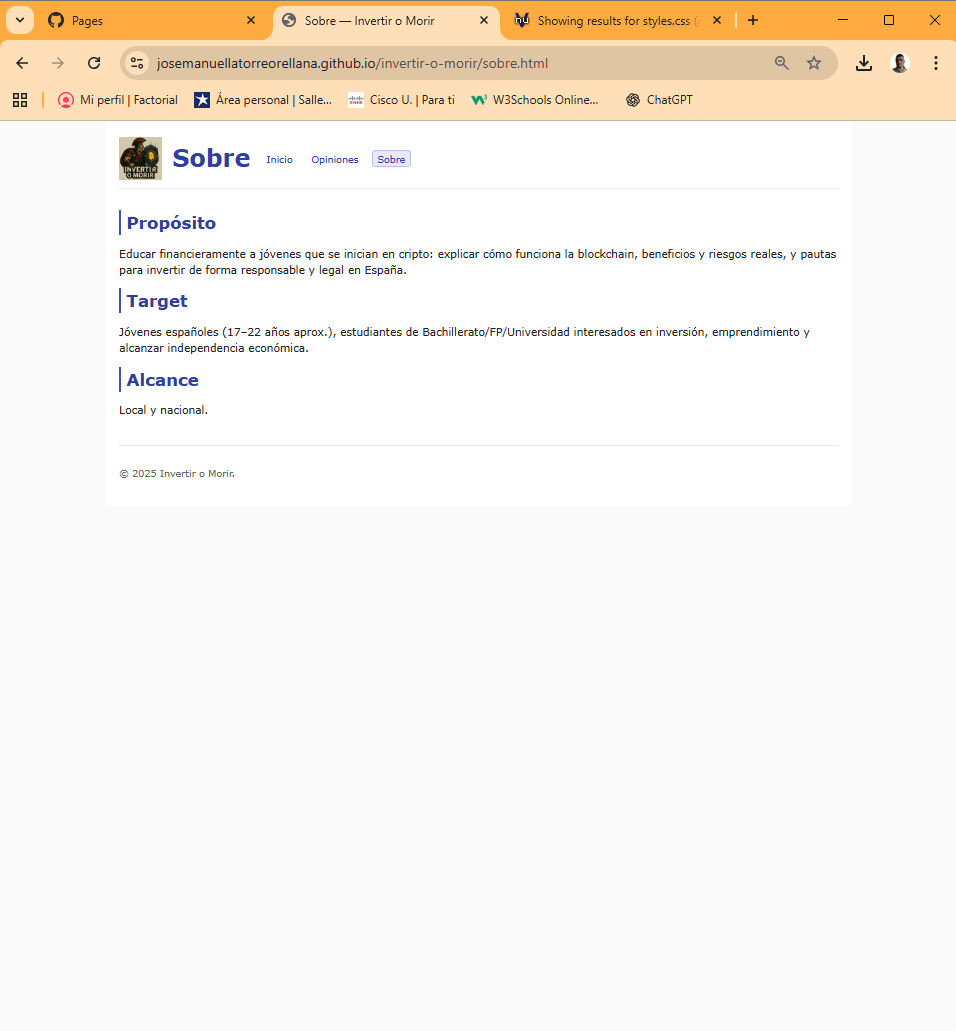 Pages
Sobre — Invertir o Morir
Showing results for styles.css (
josemanuellatorreorellana.github.io/invertir-o-morir/sobre.html
Mi perfil | Factorial
Área personal | Salle...
Cisco U. | Para ti
W3Schools Online...
ChatGPT
INVERTIR
O MORIR
Sobre
Inicio
Opiniones
Sobre
Propósito
Educar financieramente a jóvenes que se inician en cripto: explicar cómo funciona la blockchain, beneficios y riesgos reales, y pautas
para invertir de forma responsable y legal en España.
Target
Jóvenes españoles (17–22 años aprox.), estudiantes de Bachillerato/FP/Universidad interesados en inversión, emprendimiento y
alcanzar independencia económica.
Alcance
Local y nacional.
© 2025 Invertir o Morir.